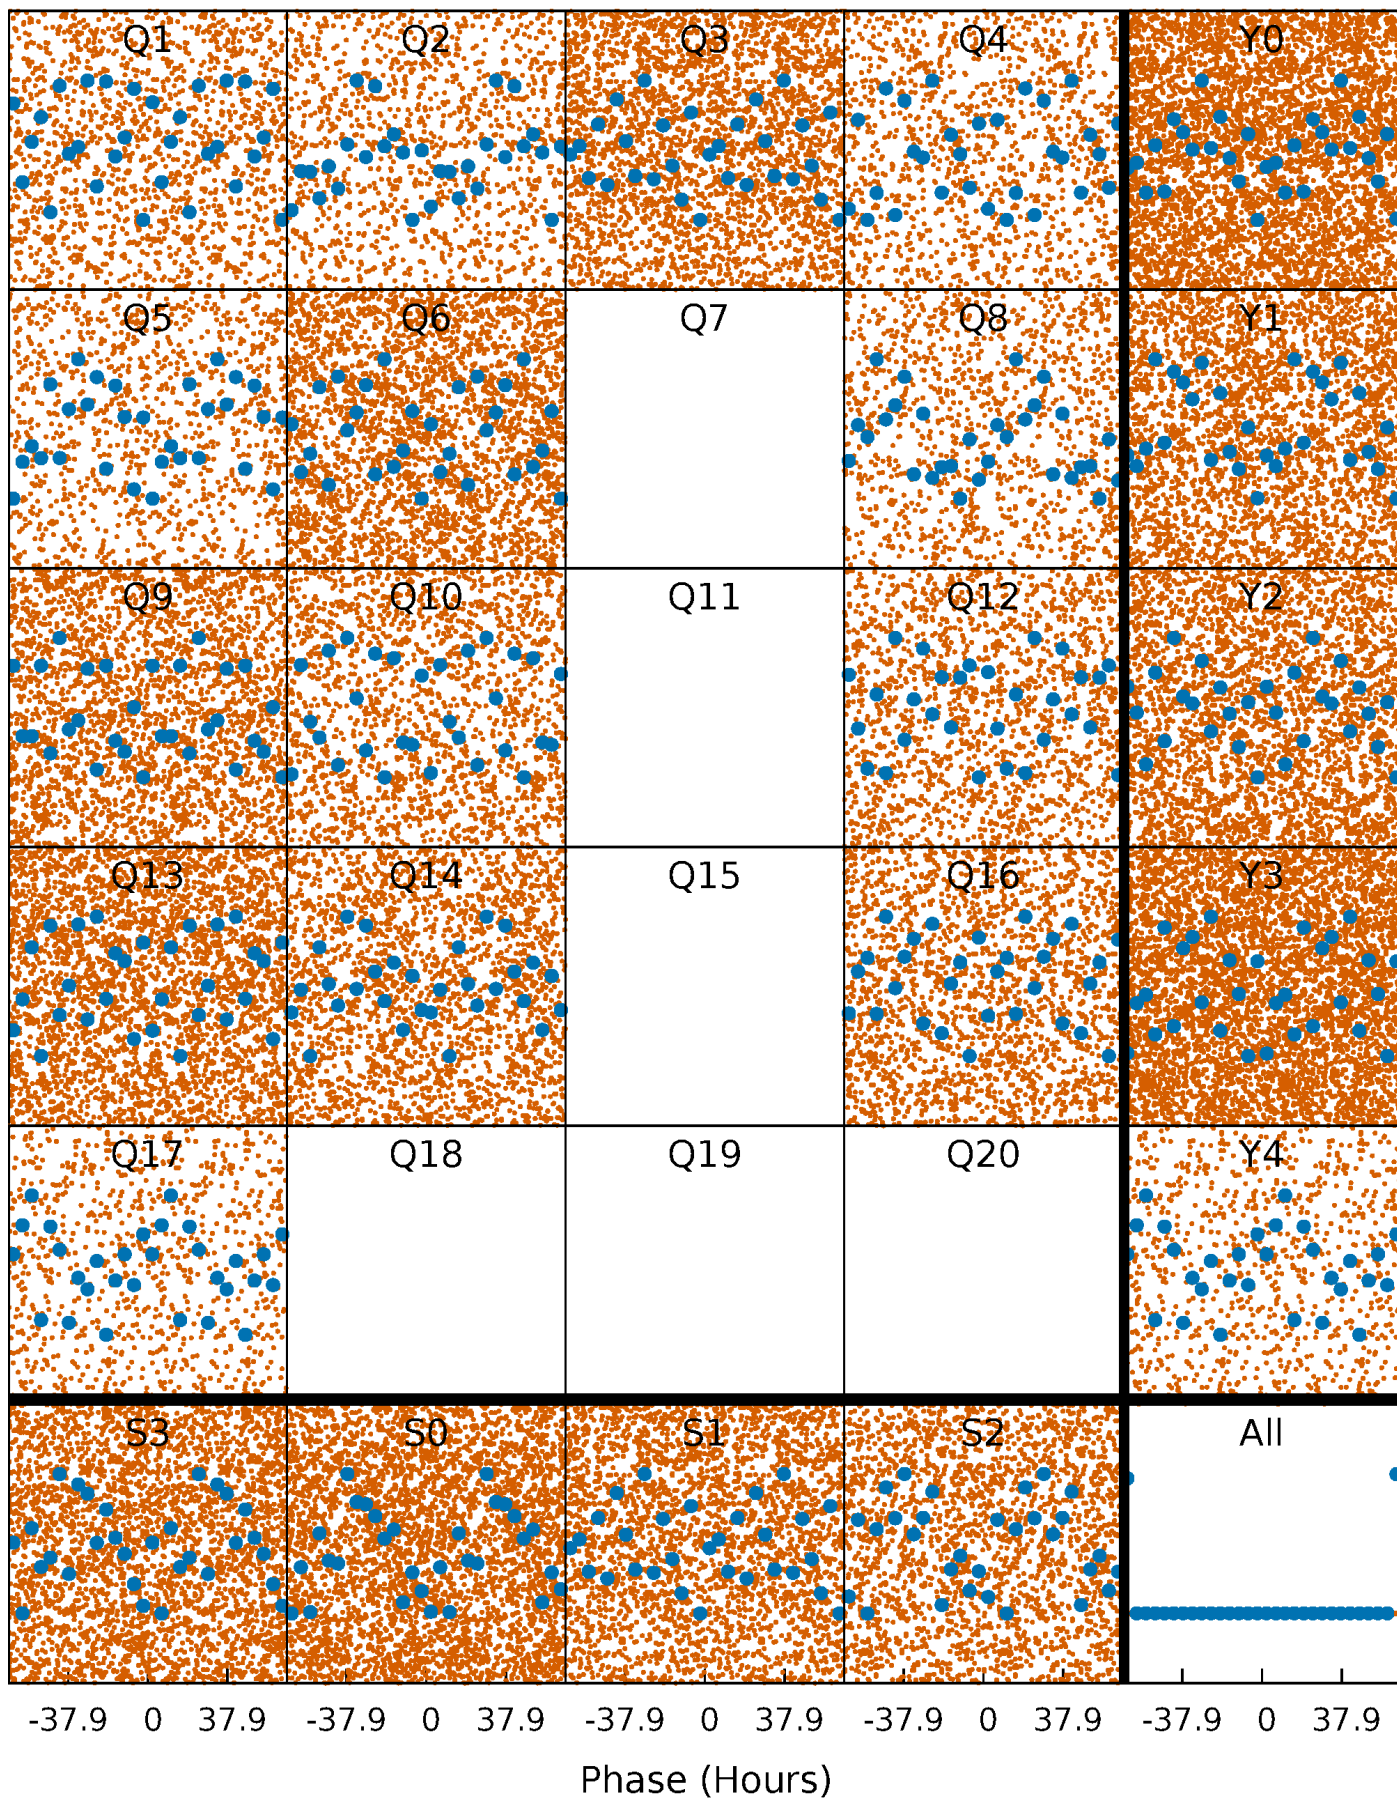 Q1 Q2 Q3 Q4 Y0
Q5 Q6 Q7 Q8 Y1
Q9 Q10 Q11 Q12 Y2
Q13 Q14 Q15 Q16 Y3
Q17 Q18 Q19 Q20 Y4
S3 S0 S1 S2 All
-37.9 0 37.9 -37.9 0 37.9 -37.9 0 37.9 -37.9 0 37.9 -37.9 0 37.9
Phase (Hours)